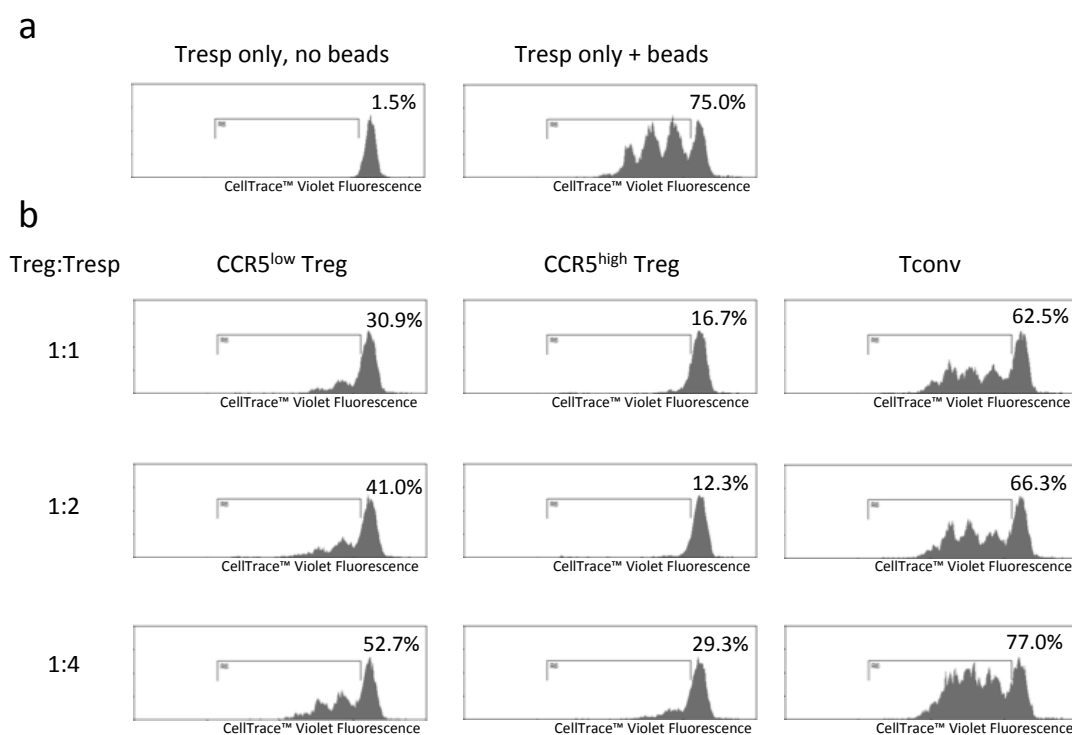 a
Tresp only, no beads
Tresp only + beads
1.5%
75.0%
CellTrace™ Violet Fluorescence
CellTrace™ Violet Fluorescence
b
Treg:Tresp
CCR5low Treg
CCR5high Treg
Tconv
1:1
30.9%
16.7%
62.5%
CellTrace™ Violet Fluorescence
CellTrace™ Violet Fluorescence
CellTrace™ Violet Fluorescence
1:2
41.0%
12.3%
66.3%
CellTrace™ Violet Fluorescence
CellTrace™ Violet Fluorescence
CellTrace™ Violet Fluorescence
1:4
52.7%
29.3%
77.0%
CellTrace™ Violet Fluorescence
CellTrace™ Violet Fluorescence
CellTrace™ Violet Fluorescence